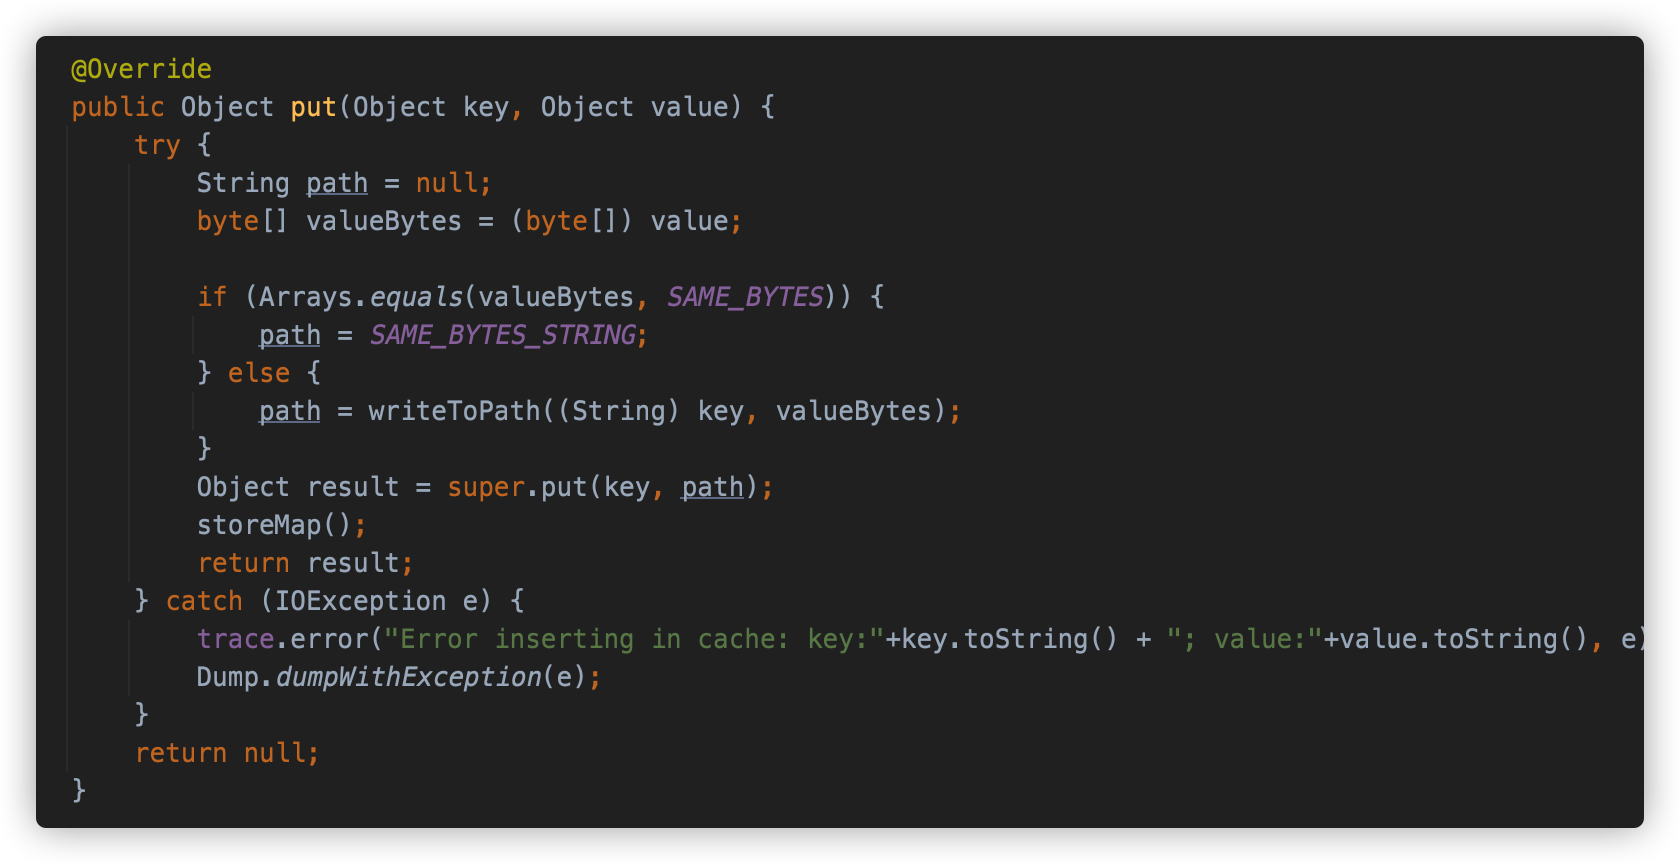 @Override
public Object put(Object key, Object value) {
    try {
        String path = null;
        byte[] valueBytes = (byte[]) value;

        if (Arrays.equals(valueBytes, SAME_BYTES)) {
            path = SAME_BYTES_STRING;
        } else {
            path = writeToPath((String) key, valueBytes);
        }
        Object result = super.put(key, path);
        storeMap();
        return result;
    } catch (IOException e) {
        trace.error("Error inserting in cache: key:"+key.toString() + "; value:"+value.toString(), e)
        Dump.dumpWithException(e);
    }
    return null;
}